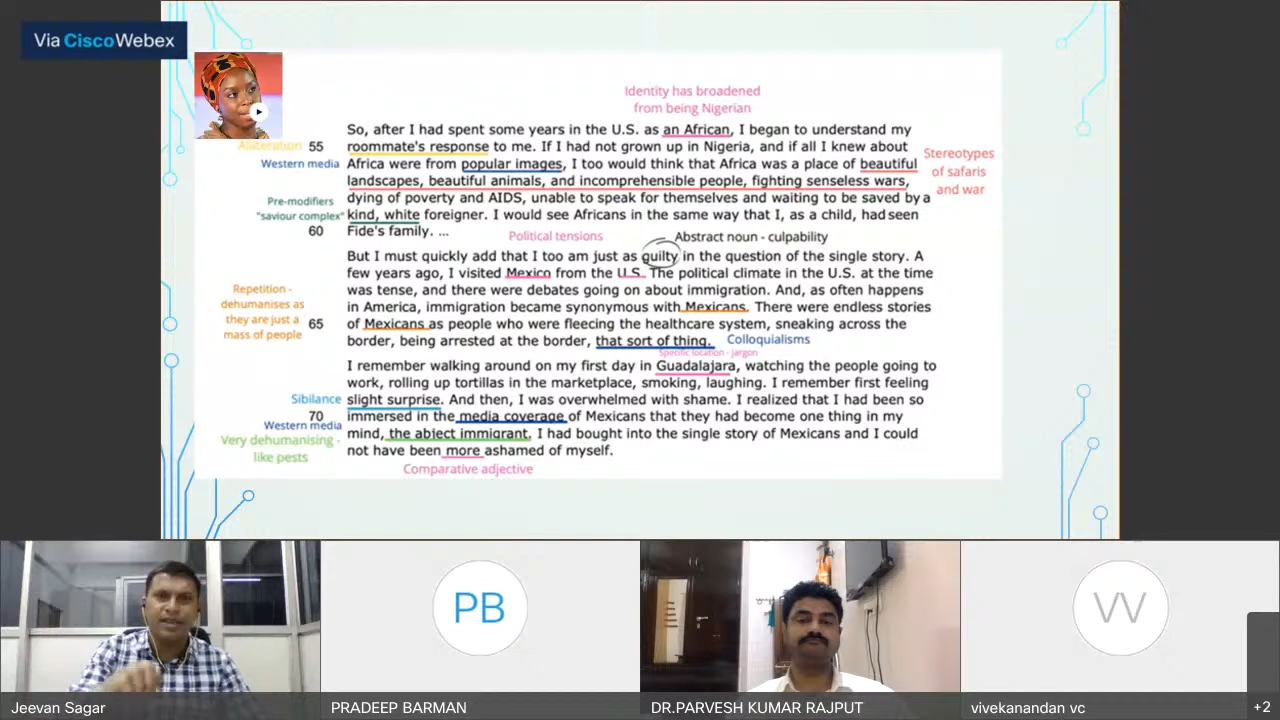 Via Cisco Webex
Identity has broadened
from being Nigerian
So, after I had spent some years in the U.S. as an African, I began to understand my
Alliteration 55 roommate's response to me. If I had not grown up in Nigeria, and if all I knew about
Western media Africa were from popular images, I too would think that Africa was a place of beautiful
landscapes, beautiful animals, and incomprehensible people, fighting senseless wars,
Stereotypes
of safaris
and war
dying of poverty and AIDS, unable to speak for themselves and waiting to be saved by a
Pre-modifiers
"saviour complex" kind, white foreigner. I would see Africans in the same way that I, as a child, had seen
60 Fide's family. ...
Political tensions
Abstract noun - culpability
But I must quickly add that I too am just as guilty in the question of the single story. A
few years ago, I visited Mexico from the U.S. The political climate in the U.S. at the time
was tense, and there were debates going on about immigration. And, as often happens
in America, immigration became synonymous with Mexicans. There were endless stories
Repetition -
dehumanises as
they are just a
mass of people
65 of Mexicans as people who were fleecing the healthcare system, sneaking across the
border, being arrested at the border, that sort of thing. Colloquialisms
Specific location - jargon
I remember walking around on my first day in Guadalajara, watching the people going to
work, rolling up tortillas in the marketplace, smoking, laughing. I remember first feeling
Sibilance slight surprise. And then, I was overwhelmed with shame. I realized that I had been so
70 immersed in the media coverage of Mexicans that they had become one thing in my
Western media
Very dehumanising -
like pests
mind, the abject immigrant. I had bought into the single story of Mexicans and I could
not have been more ashamed of myself.
Comparative adjective
PB
VV
Jeevan Sagar
PRADEEP BARMAN
DR.PARVESH KUMAR RAJPUT
vivekanandan vc
+2